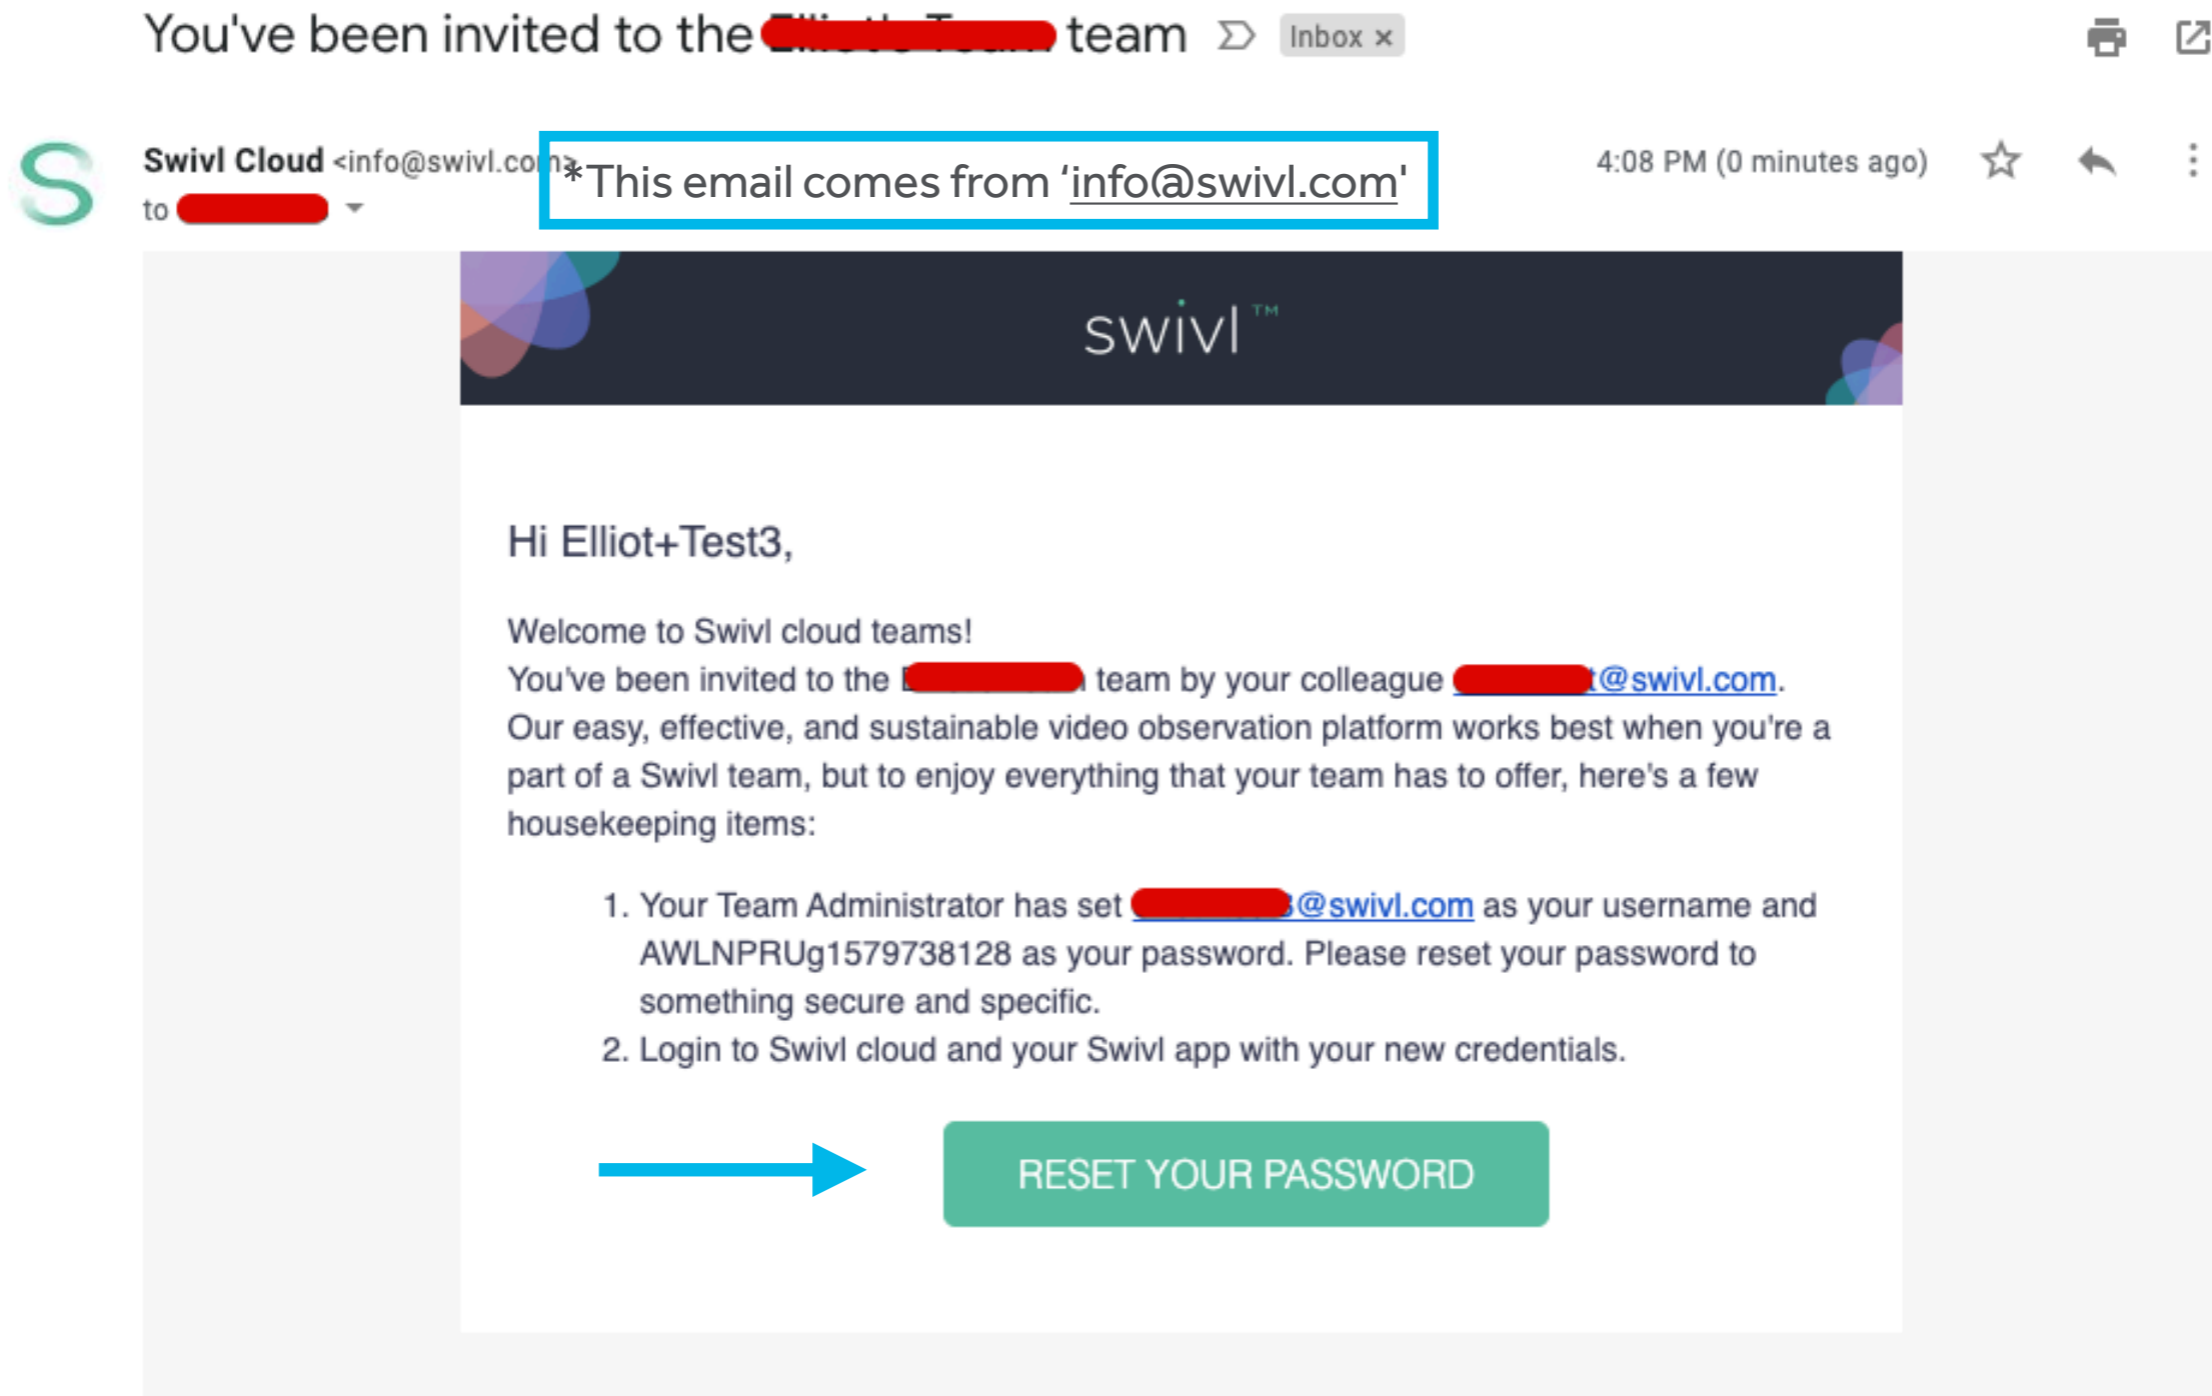 You've been invited to the team Inbox ×
Swivl Cloud <info@swivl.com>
*This email comes from ‘info@swivl.com'
4:08 PM (0 minutes ago)
to
swivl™
Hi Elliot+Test3,
Welcome to Swivl cloud teams!
You've been invited to the team by your colleague @swivl.com.
Our easy, effective, and sustainable video observation platform works best when you're a
part of a Swivl team, but to enjoy everything that your team has to offer, here's a few
housekeeping items:
1. Your Team Administrator has set @swivl.com as your username and
AWLNPRUg1579738128 as your password. Please reset your password to
something secure and specific.
2. Login to Swivl cloud and your Swivl app with your new credentials.
RESET YOUR PASSWORD